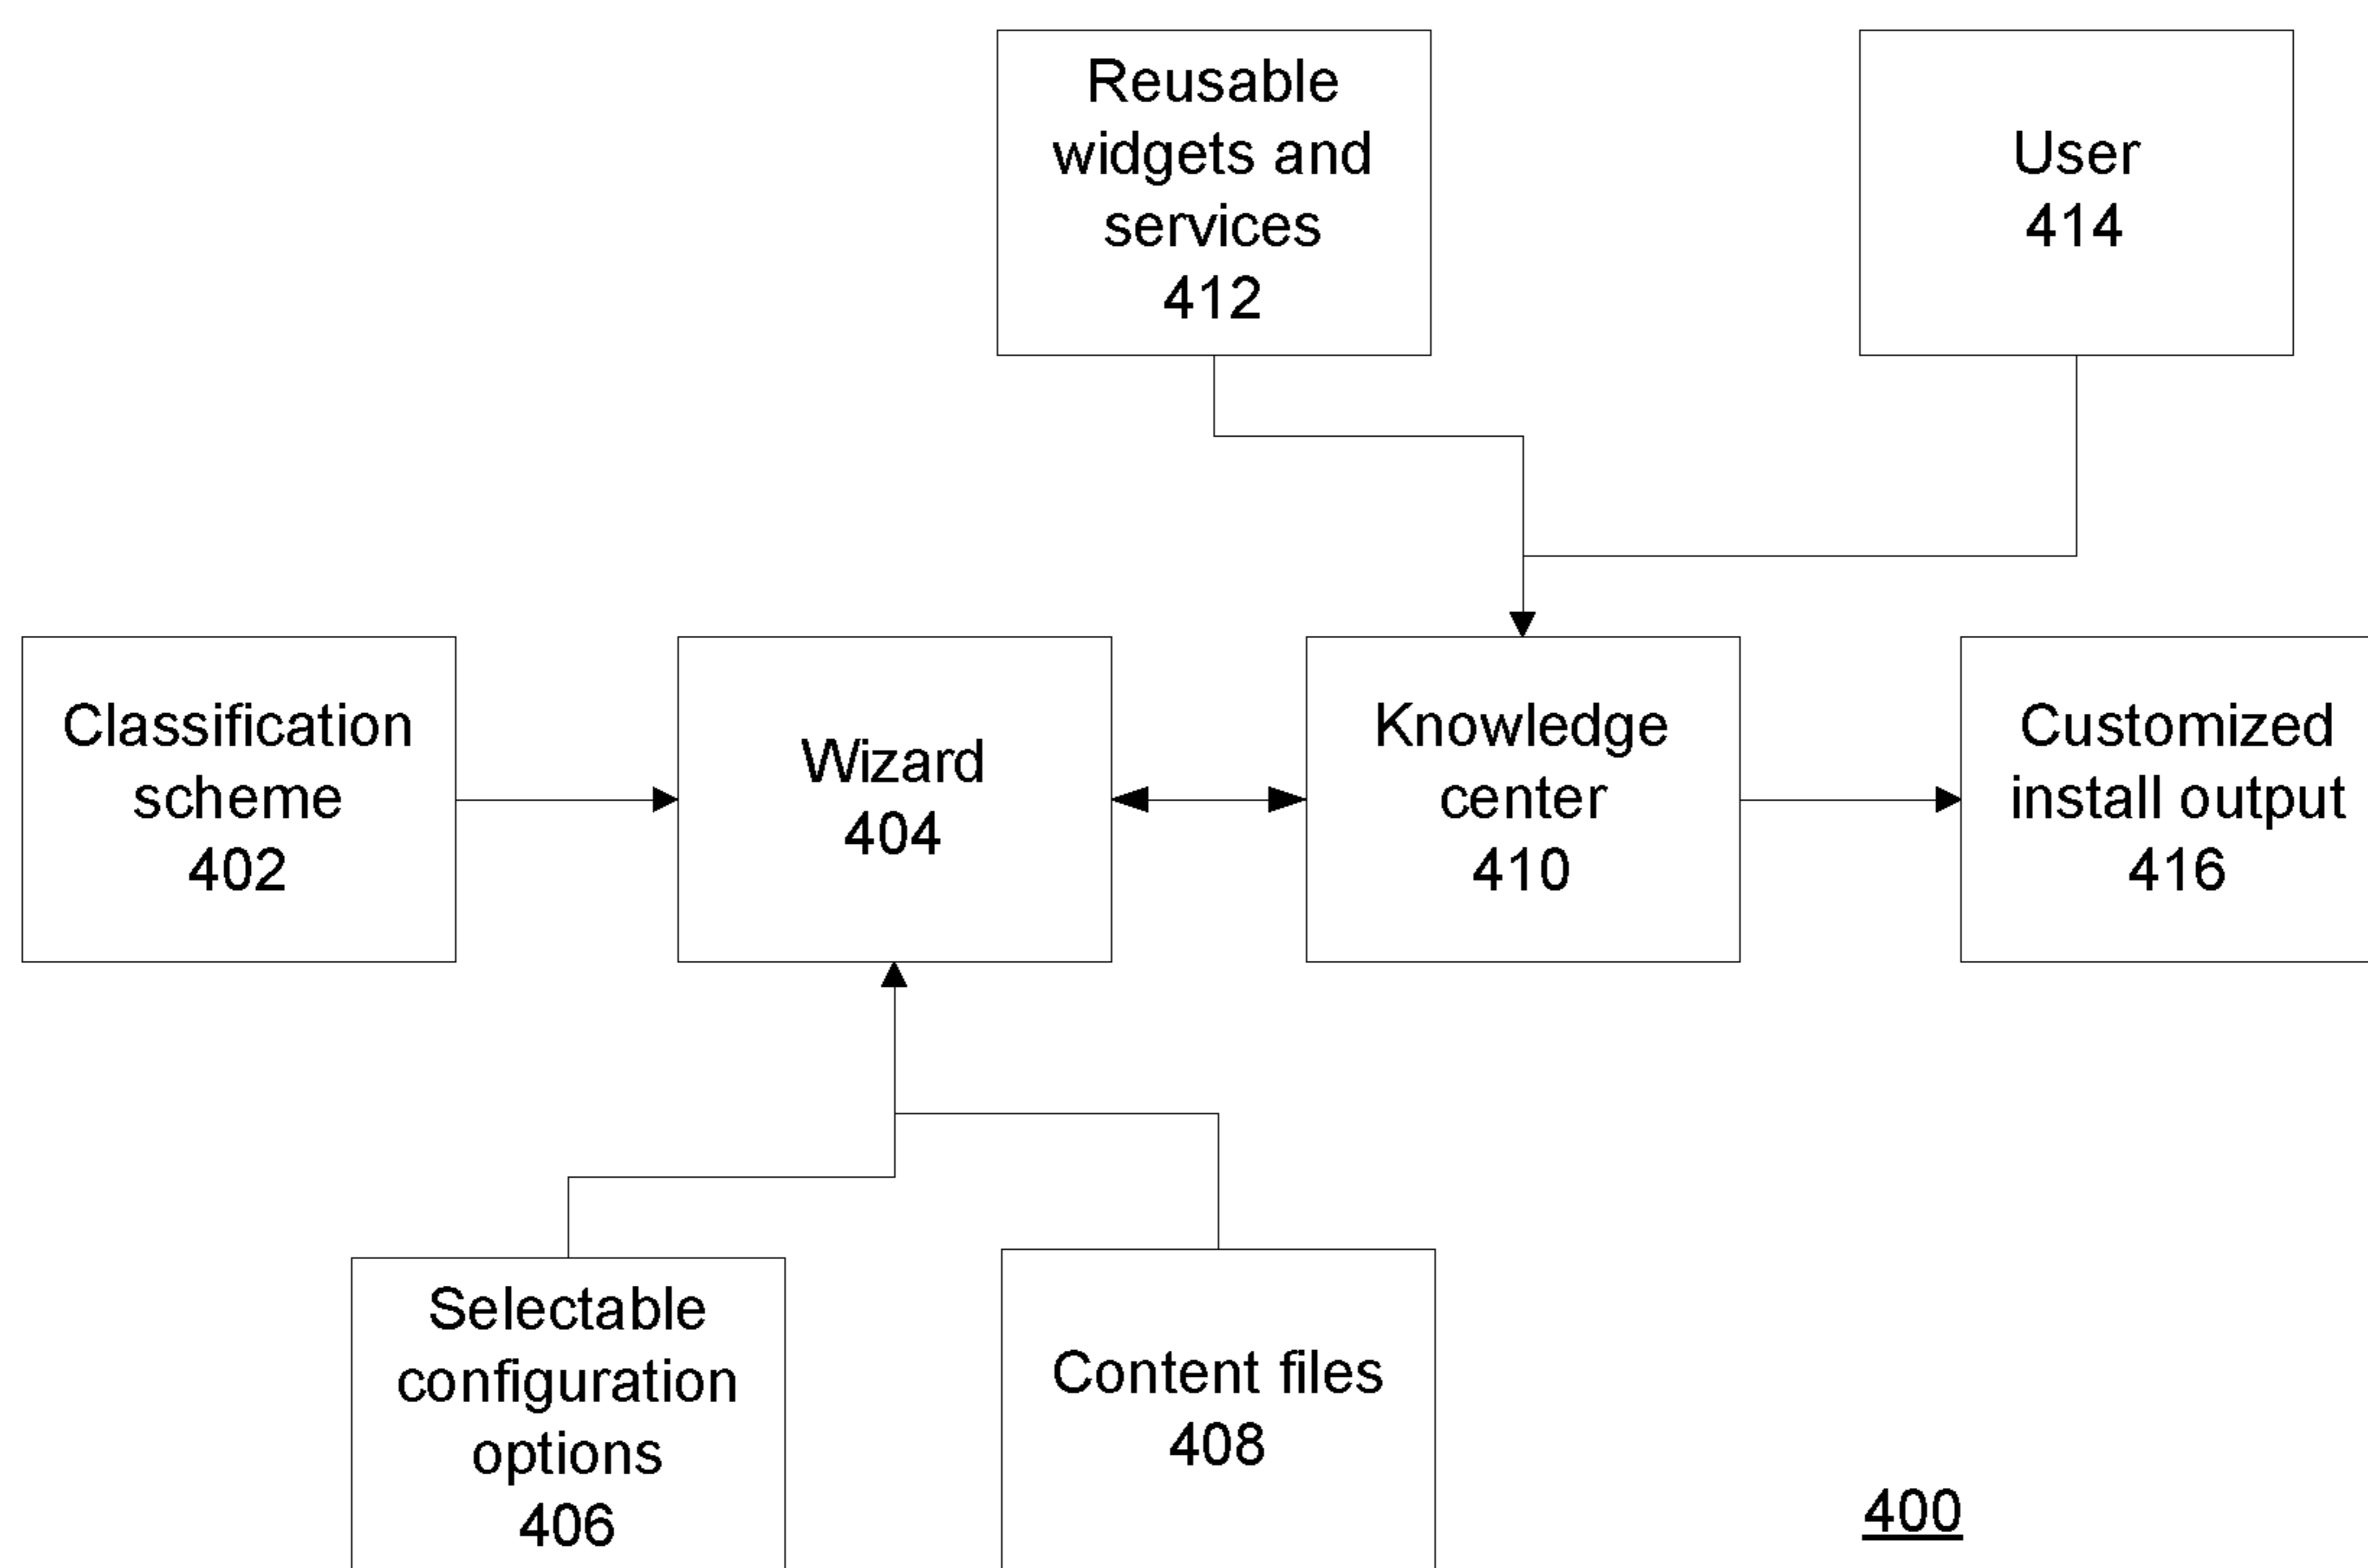 Reusable
widgets and
services
412
User
414
Classification
scheme
402
Wizard
404
Knowledge
center
410
Customized
install output
416
Selectable
configuration
options
406
Content files
408
400